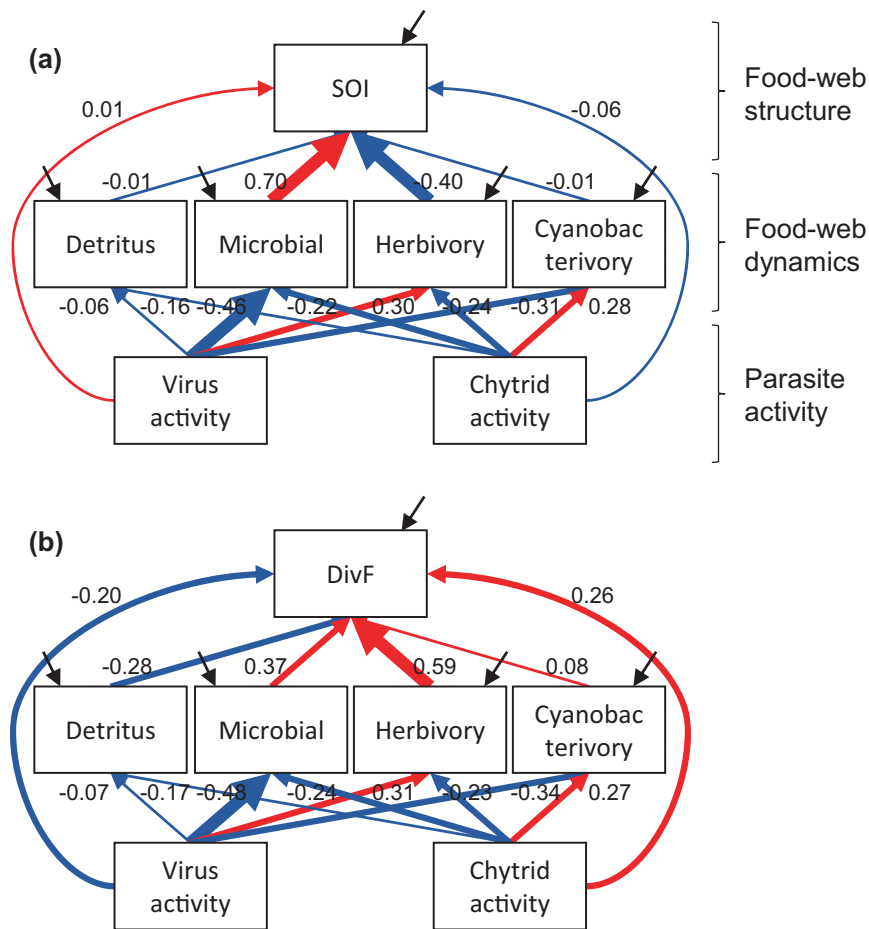 (a)
SOI
Food-web
structure
0.01
-0.06
-0.01
0.70
-0.40
-0.01
Detritus
Microbial
Herbivory
Cyanobac
terivory
Food-web
dynamics
-0.06
-0.16
-0.46
-0.22
0.30
-0.24
-0.31
0.28
Virus
activity
Chytrid
activity
Parasite
activity
(b)
DivF
-0.20
0.26
-0.28
0.37
0.59
0.08
Detritus
Microbial
Herbivory
Cyanobac
terivory
-0.07
-0.17
-0.48
-0.24
0.31
-0.23
-0.34
0.27
Virus
activity
Chytrid
activity